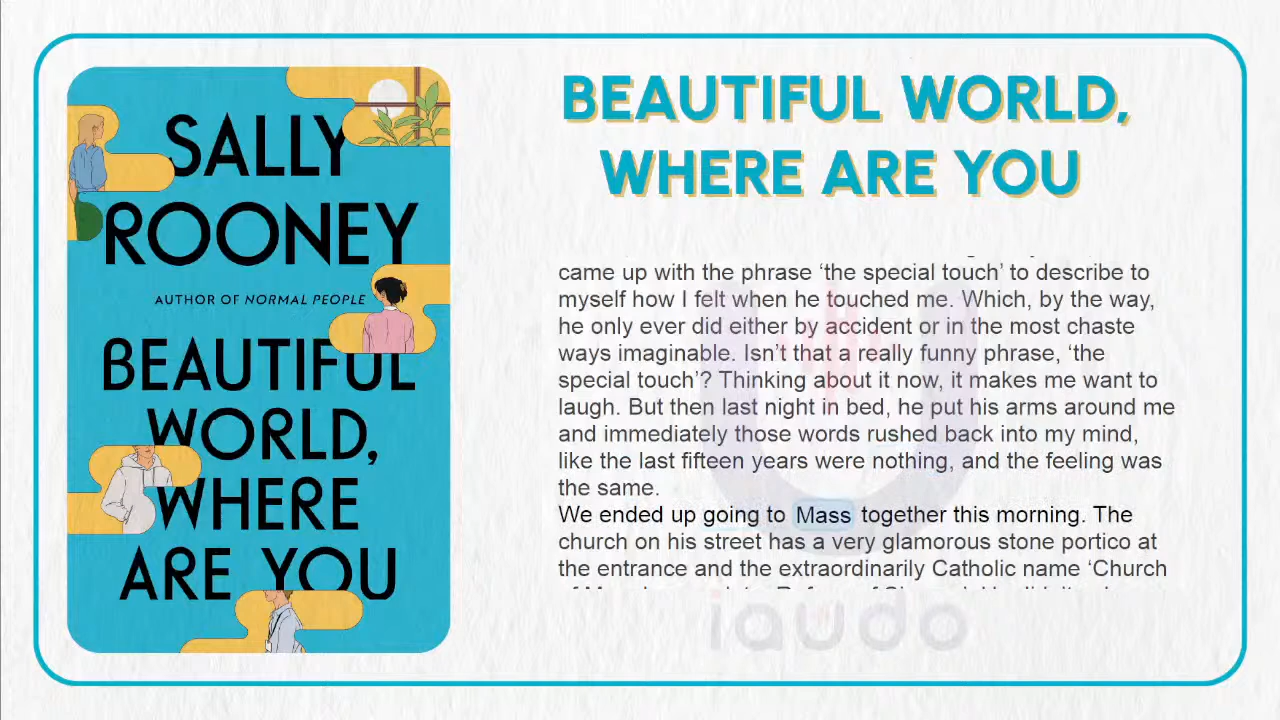 SALLY
ROONEY
AUTHOR OF NORMAL PEOPLE
BEAUTIFUL
WORLD,
WHERE
ARE YOU
BEAUTIFUL WORLD,
WHERE ARE YOU
came up with the phrase ‘the special touch’ to describe to
myself how I felt when he touched me. Which, by the way,
he only ever did either by accident or in the most chaste
ways imaginable. Isn’t that a really funny phrase, ‘the
special touch’? Thinking about it now, it makes me want to
laugh. But then last night in bed, he put his arms around me
and immediately those words rushed back into my mind,
like the last fifteen years were nothing, and the feeling was
the same.
We ended up going to Mass together this morning. The
church on his street has a very glamorous stone portico at
the entrance and the extraordinarily Catholic name ‘Church
iaudo